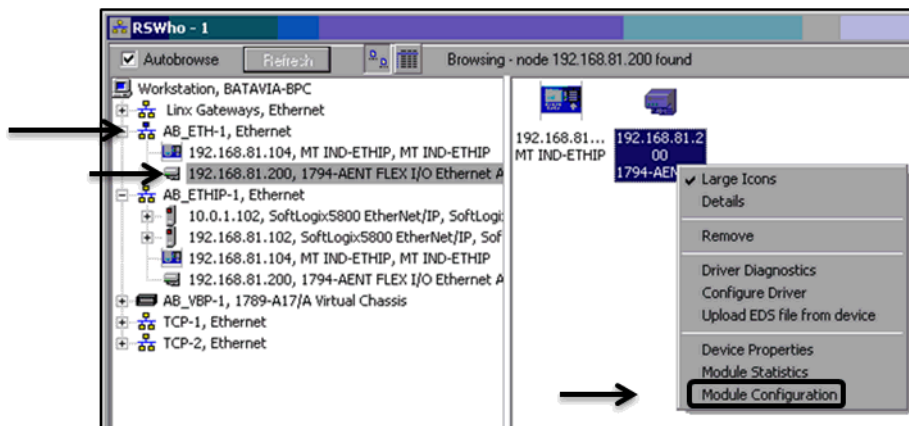 RSWho - 1
Autobrowse
Refresh
Browsing - node 192.168.81.200 found
Workstation, BATAVIA-BPC
Linx Gateways, Ethernet
AB_ETH-1, Ethernet
192.168.81.104, MT IND-ETHIP, MT IND-ETHIP
192.168.81.200, 1794-AENT FLEX I/O Ethernet A
AB_ETHIP-1, Ethernet
10.0.1.102, SoftLogix5800 EtherNet/IP, SoftLogi
192.168.81.102, SoftLogix5800 EtherNet/IP, Sof
192.168.81.104, MT IND-ETHIP, MT IND-ETHIP
192.168.81.200, 1794-AENT FLEX I/O Ethernet A
AB_VBP-1, 1789-A17/A Virtual Chassis
TCP-1, Ethernet
TCP-2, Ethernet
192.168.81...
MT IND-ETHIP
192.168.81.2
00
1794-AEN
Large Icons
Details
Remove
Driver Diagnostics
Configure Driver
Upload EDS file from device
Device Properties
Module Statistics
Module Configuration